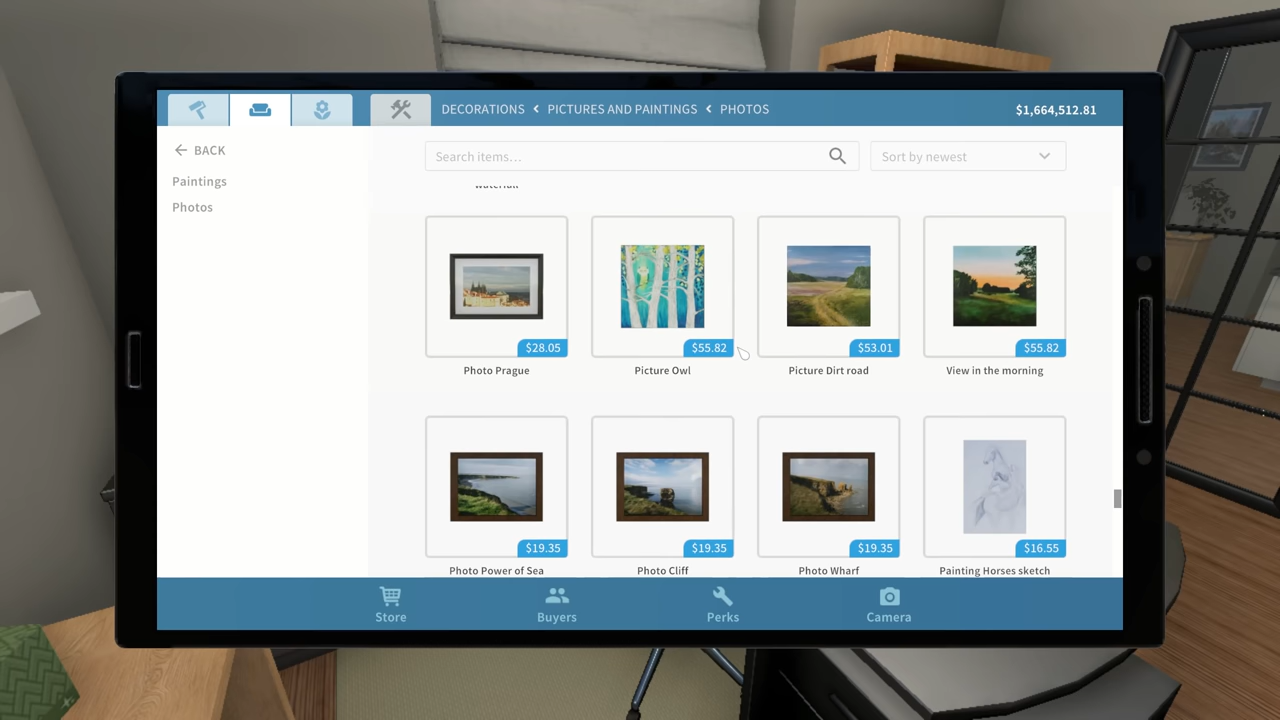 DECORATIONS < PICTURES AND PAINTINGS < PHOTOS
$1,664,512.81
BACK
Paintings
Photos
Search items...
Sort by newest
waterfall
$28.05
$55.82
$53.01
$55.82
Photo Prague
Picture Owl
Picture Dirt road
View in the morning
$19.35
$19.35
$19.35
$16.55
Photo Power of Sea
Photo Cliff
Photo Wharf
Painting Horses sketch
Store
Buyers
Perks
Camera